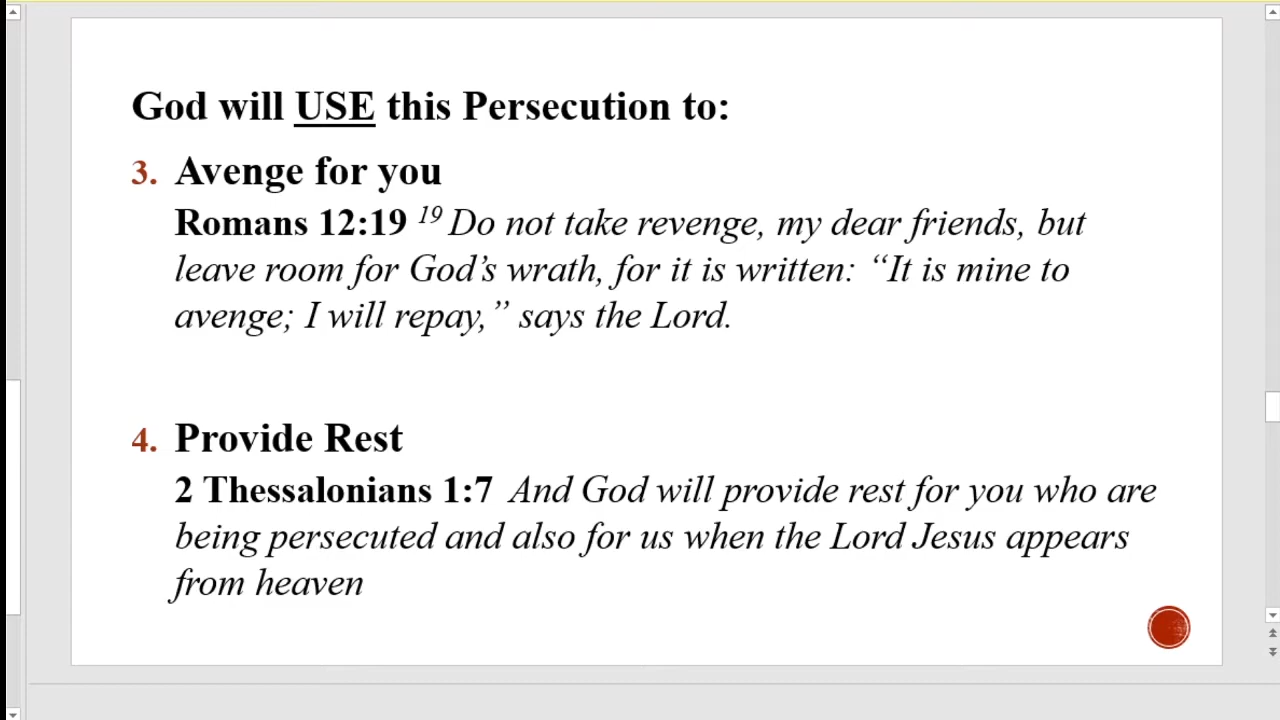 God will USE this Persecution to:
3. Avenge for you
Romans 12:19 19 Do not take revenge, my dear friends, but
leave room for God’s wrath, for it is written: “It is mine to
avenge; I will repay,” says the Lord.
4. Provide Rest
2 Thessalonians 1:7 And God will provide rest for you who are
being persecuted and also for us when the Lord Jesus appears
from heaven